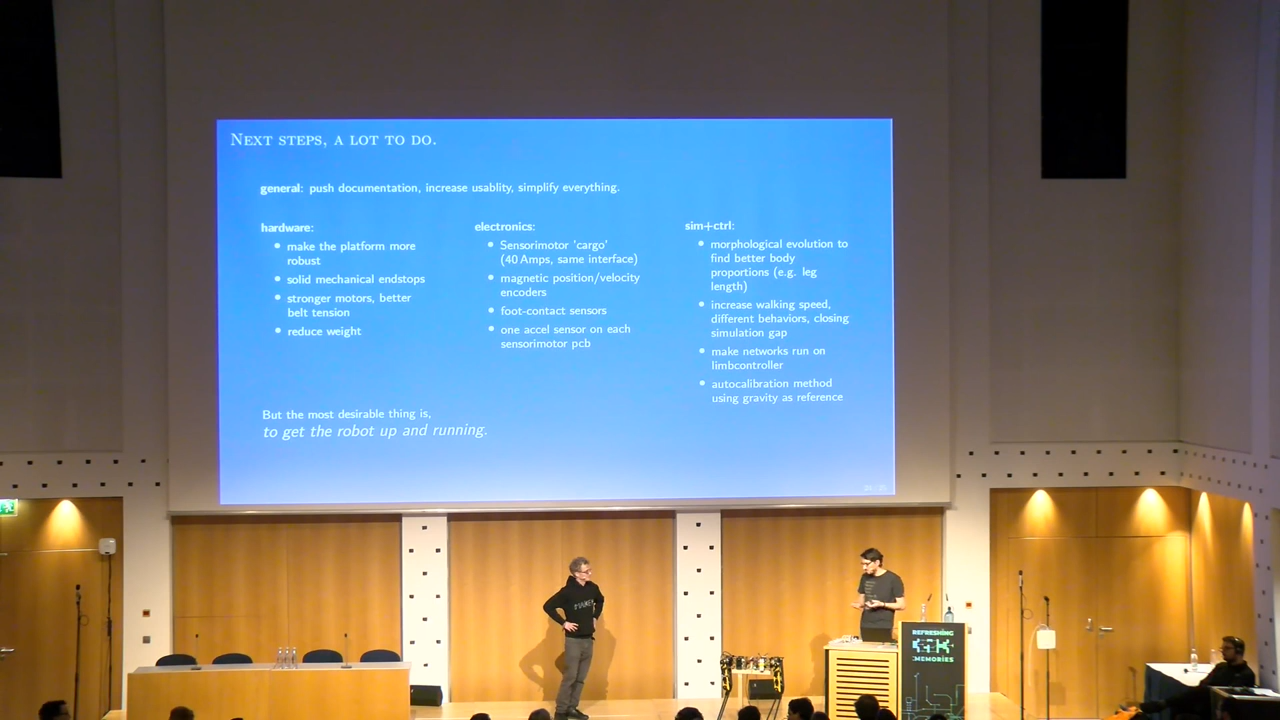 NEXT STEPS, A LOT TO DO.
general: push documentation, increase usablity, simplify everything.
hardware:
• make the platform more
robust
• solid mechanical endstops
• stronger motors, better
belt tension
• reduce weight
electronics:
• Sensorimotor 'cargo'
(40 Amps, same interface)
• magnetic position/velocity
encoders
• foot-contact sensors
• one accel sensor on each
sensorimotor pcb
sim+ctrl:
• morphological evolution to
find better body
proportions (e.g. leg
length)
• increase walking speed,
different behaviors, closing
simulation gap
• make networks run on
limbcontroller
• autocalibration method
using gravity as reference
But the most desirable thing is,
to get the robot up and running.
REFRESHING
MEMORIES